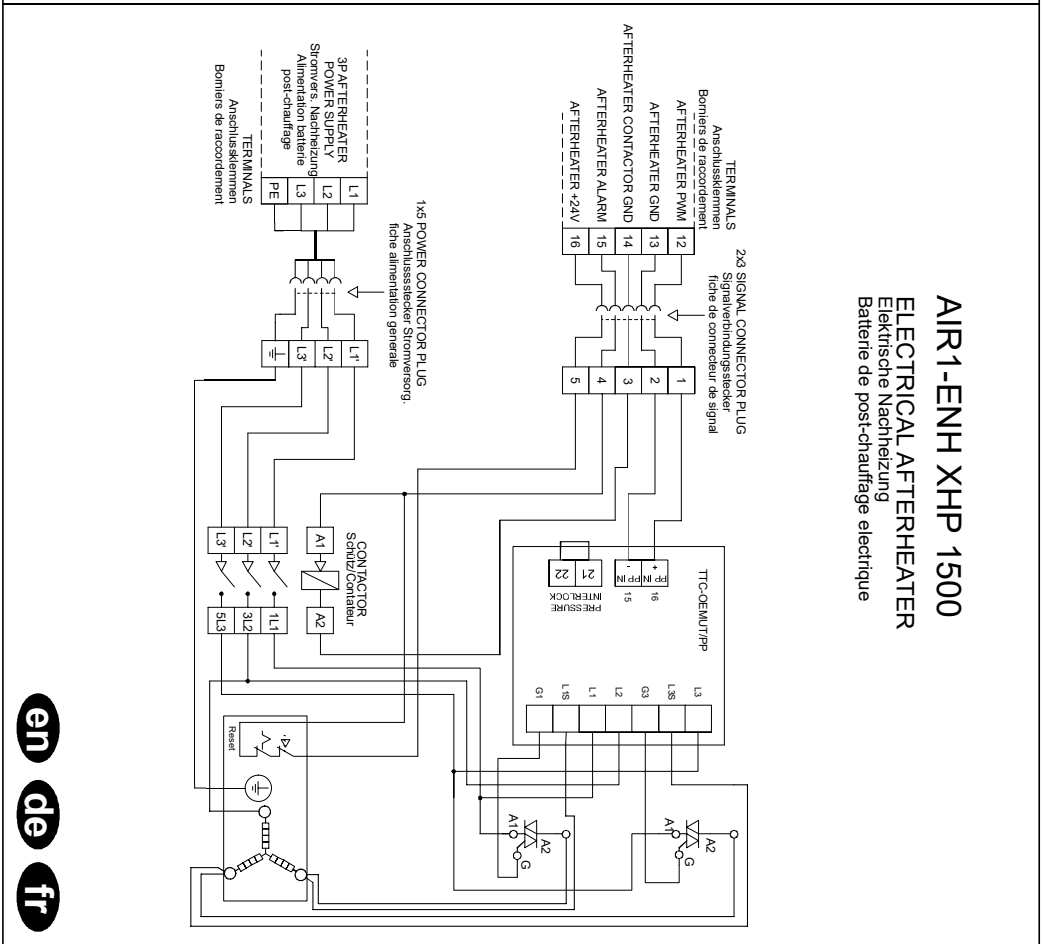 AIR1-ENH XHP 1500
ELECTRICAL AFTERHEATER
Elektrische Nachheizung
Batterie de post-chauffage electrique
TERMINALS
Anschlussklemmen
Borniers de raccordement
AFTERHEATER PWM
AFTERHEATER GND
AFTERHEATER CONTACTOR GND
AFTERHEATER ALARM
AFTERHEATER +24V
12
13
14
15
16
2x3 SIGNAL CONNECTOR PLUG
Signalverbindungsstecker
fiche de connecteur de signal
1
2
3
4
5
TTC-OEMUT/PP
+
-
PP IN
PP IN
16
15
21
22
PRESSURE
INTERLOCK
G1
L1S
L1
L2
G3
L3S
L3
A1
A2
G
A1
A2
G
3P AFTERHEATER
POWER SUPPLY
Stromvers. Nachheizung
Alimentation batterie
post-chauffage
L1
L2
L3
PE
TERMINALS
Anschlussklemmen
Borniers de raccordement
1x5 POWER CONNECTOR PLUG
Anschlussstecker Stromversorg.
fiche alimentation generale
L1'
L2'
L3'
CONTACTOR
Schütz/Contateur
A1
A2
L1'
L2'
L3'
1L1
3L2
5L3
Reset
en de fr